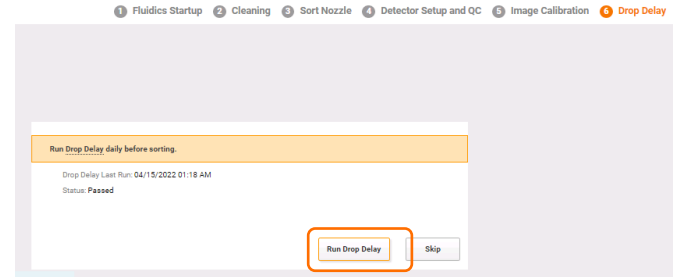 1 Fluidics Startup 2 Cleaning 3 Sort Nozzle 4 Detector Setup and QC 5 Image Calibration 6 Drop Delay
Run Drop Delay daily before sorting.
Drop Delay Last Run: 04/15/2022 01:18 AM
Status: Passed
Run Drop Delay Skip